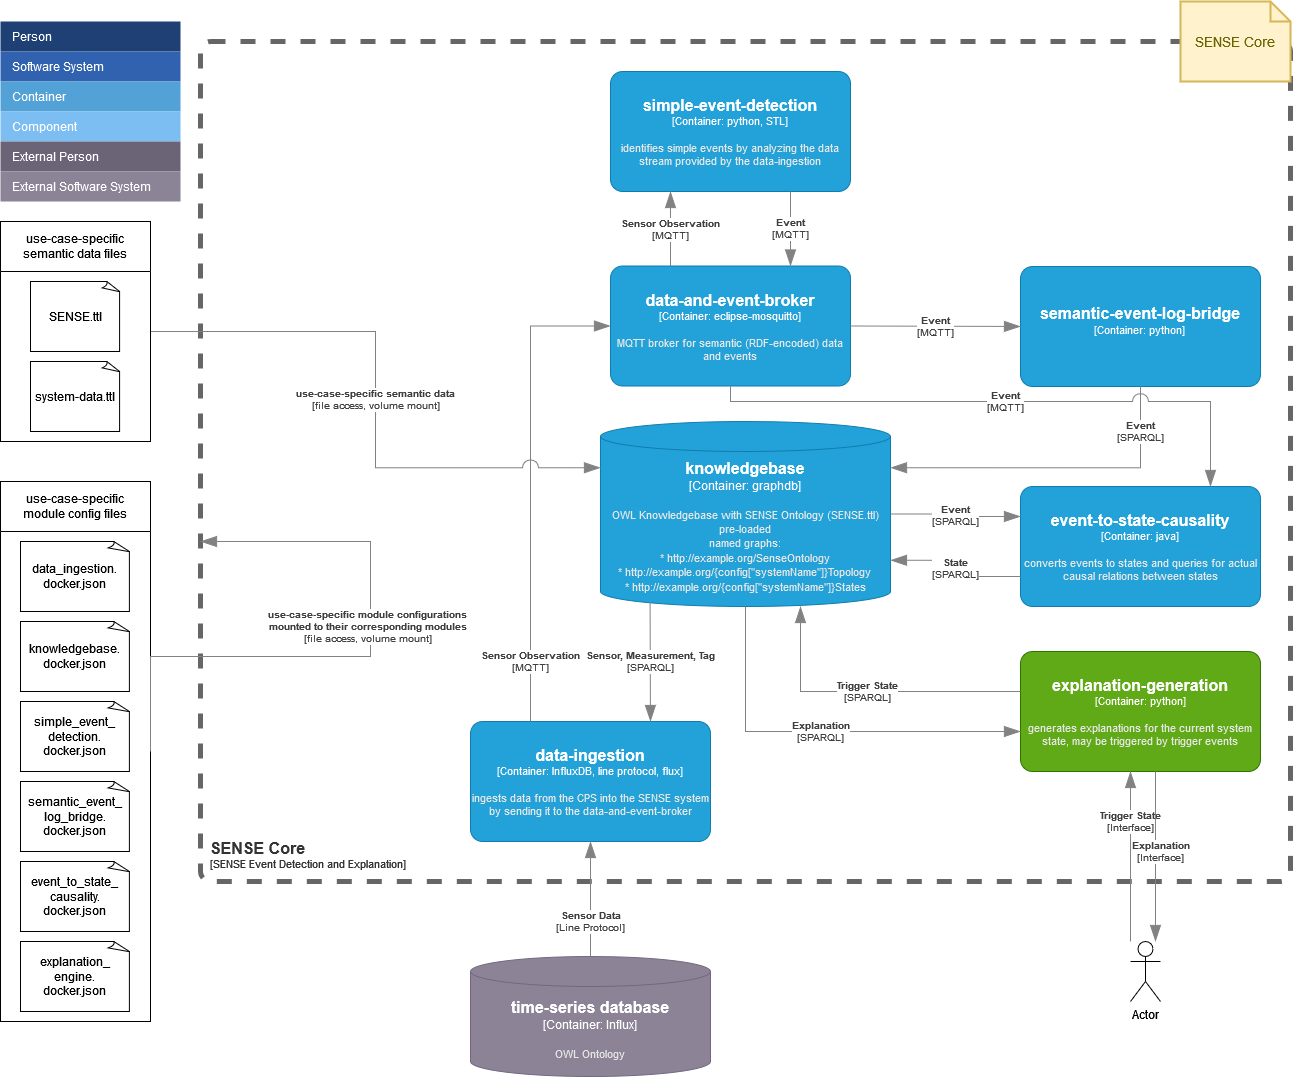 Person
Software System
Container
Component
External Person
External Software System
SENSE Core
simple-event-detection
[Container: python, STL]
identifies simple events by analyzing the data
stream provided by the data-ingestion
Sensor Observation
[MQTT]
Event
[MQTT]
use-case-specific
semantic data files
SENSE.ttl
system-data.ttl
data-and-event-broker
[Container: eclipse-mosquitto]
MQTT broker for semantic (RDF-encoded) data
and events
Event
[MQTT]
semantic-event-log-bridge
[Container: python]
use-case-specific semantic data
[file access, volume mount]
Event
[MQTT]
Event
[SPARQL]
knowledgebase
[Container: graphdb]
OWL Knowledgebase with SENSE Ontology (SENSE.ttl)
pre-loaded
named graphs:
* http://example.org/SenseOntology
* http://example.org/{config["systemName"]}Topology
* http://example.org/{config["systemName"]}States
Event
[SPARQL]
State
[SPARQL]
event-to-state-causality
[Container: java]
converts events to states and queries for actual
causal relations between states
use-case-specific
module config files
data_ingestion.
docker.json
knowledgebase.
docker.json
simple_event_
detection.
docker.json
semantic_event_
log_bridge.
docker.json
event_to_state_
causality.
docker.json
explanation_
engine.
docker.json
use-case-specific module configurations
mounted to their corresponding modules
[file access, volume mount]
Sensor Observation
[MQTT]
Sensor, Measurement, Tag
[SPARQL]
Trigger State
[SPARQL]
Explanation
[SPARQL]
explanation-generation
[Container: python]
generates explanations for the current system
state, may be triggered by trigger events
data-ingestion
[Container: InfluxDB, line protocol, flux]
ingests data from the CPS into the SENSE system
by sending it to the data-and-event-broker
Trigger State
[Interface]
Explanation
[Interface]
SENSE Core
[SENSE Event Detection and Explanation]
Sensor Data
[Line Protocol]
time-series database
[Container: Influx]
OWL Ontology
Actor